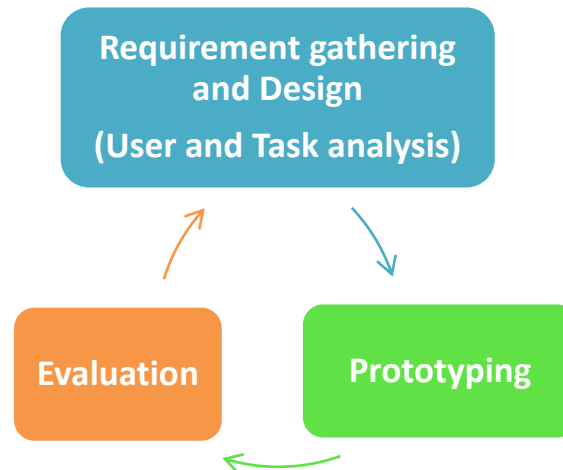 Requirement gathering
and Design
(User and Task analysis)
Evaluation
Prototyping